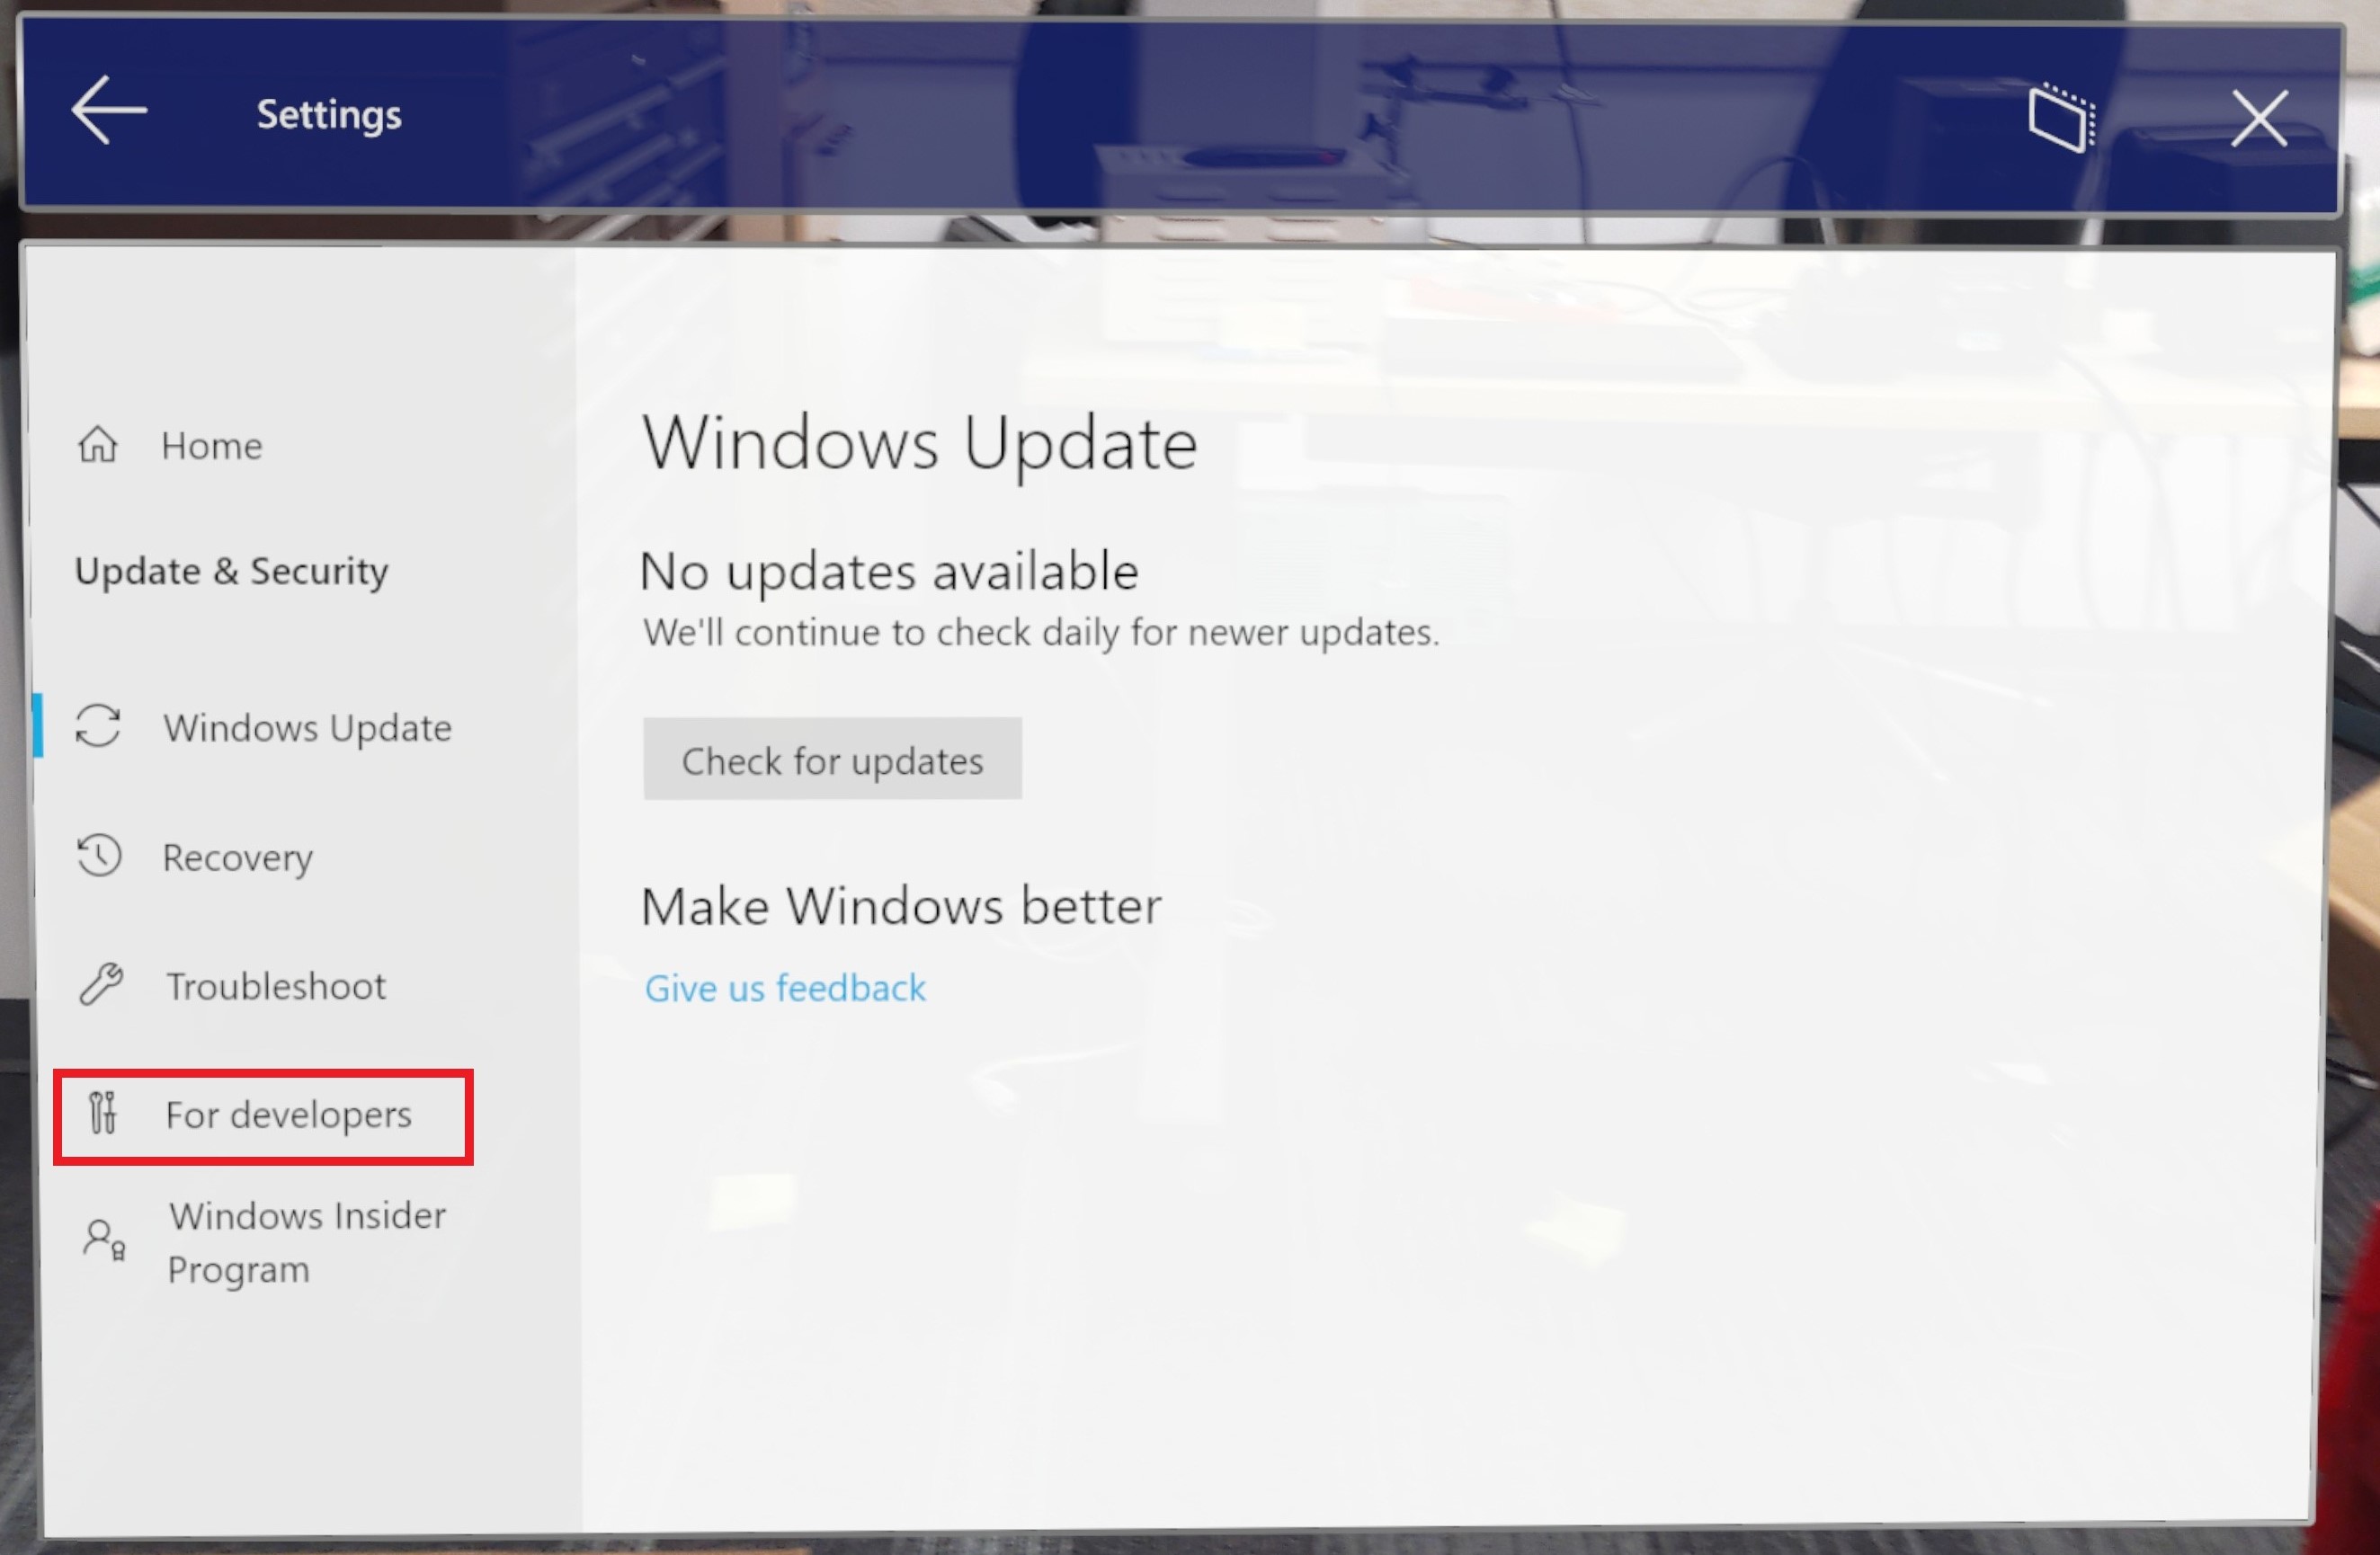 Settings
Home
Update & Security
Windows Update
Recovery
Troubleshoot
For developers
Windows Insider
Program
Windows Update
No updates available
We'll continue to check daily for newer updates.
Check for updates
Make Windows better
Give us feedback